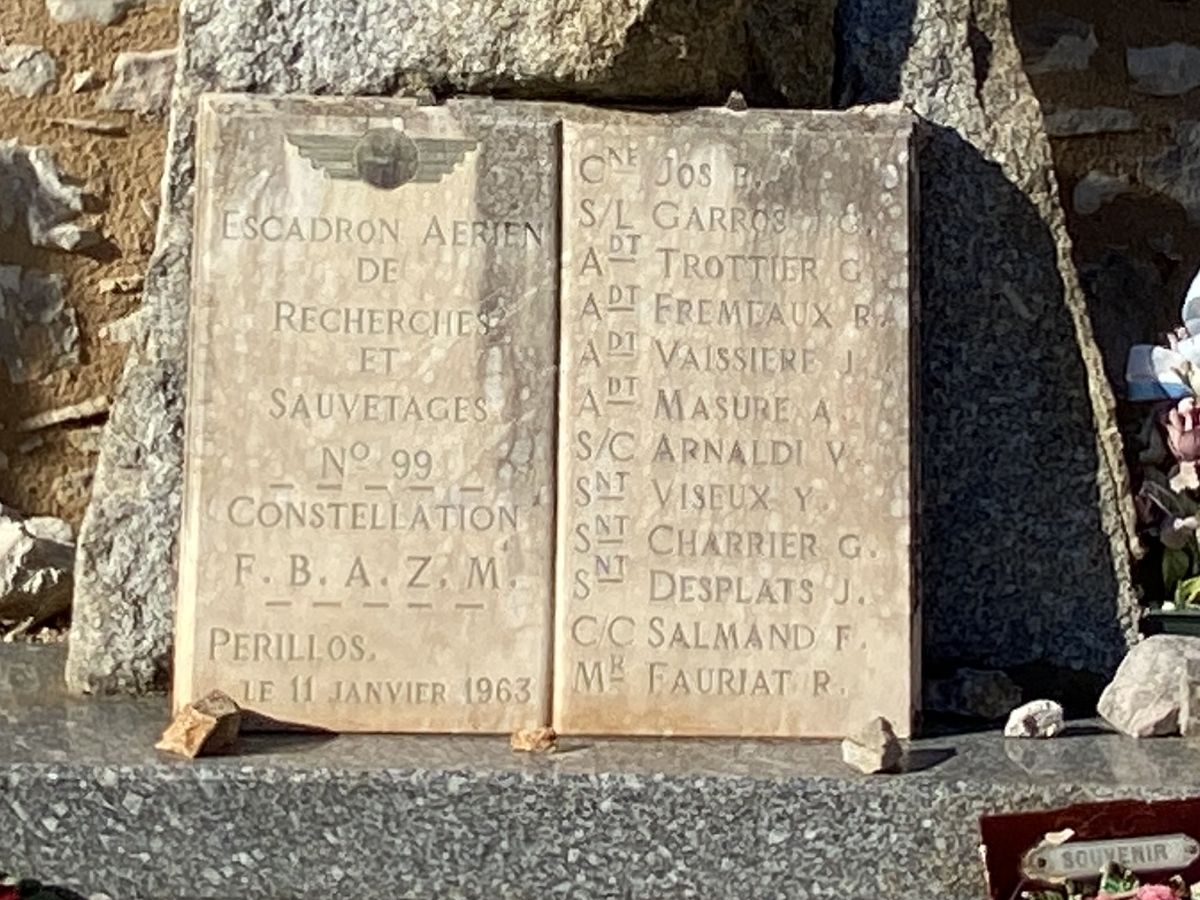 ESCADRON AERIEN
DE
RECHERCHES
ET
SAUVETAGES
Nº 99
CONSTELLATION
F. B. A. Z. M.
PERILLOS.
LE 11 JANVIER 1963
CNE JOS B.
S/L GARROS J.G.
ADT TROTTIER G.
ADT FREMEAUX R.
ADT VAISSIERE J.
ADT MASURE A.
S/C ARNALDI V.
SNT VISEUX Y.
SNT CHARRIER G.
SNT DESPLATS J.
C/C SALMAND F.
MR FAURIAT R.
SOUVENIR